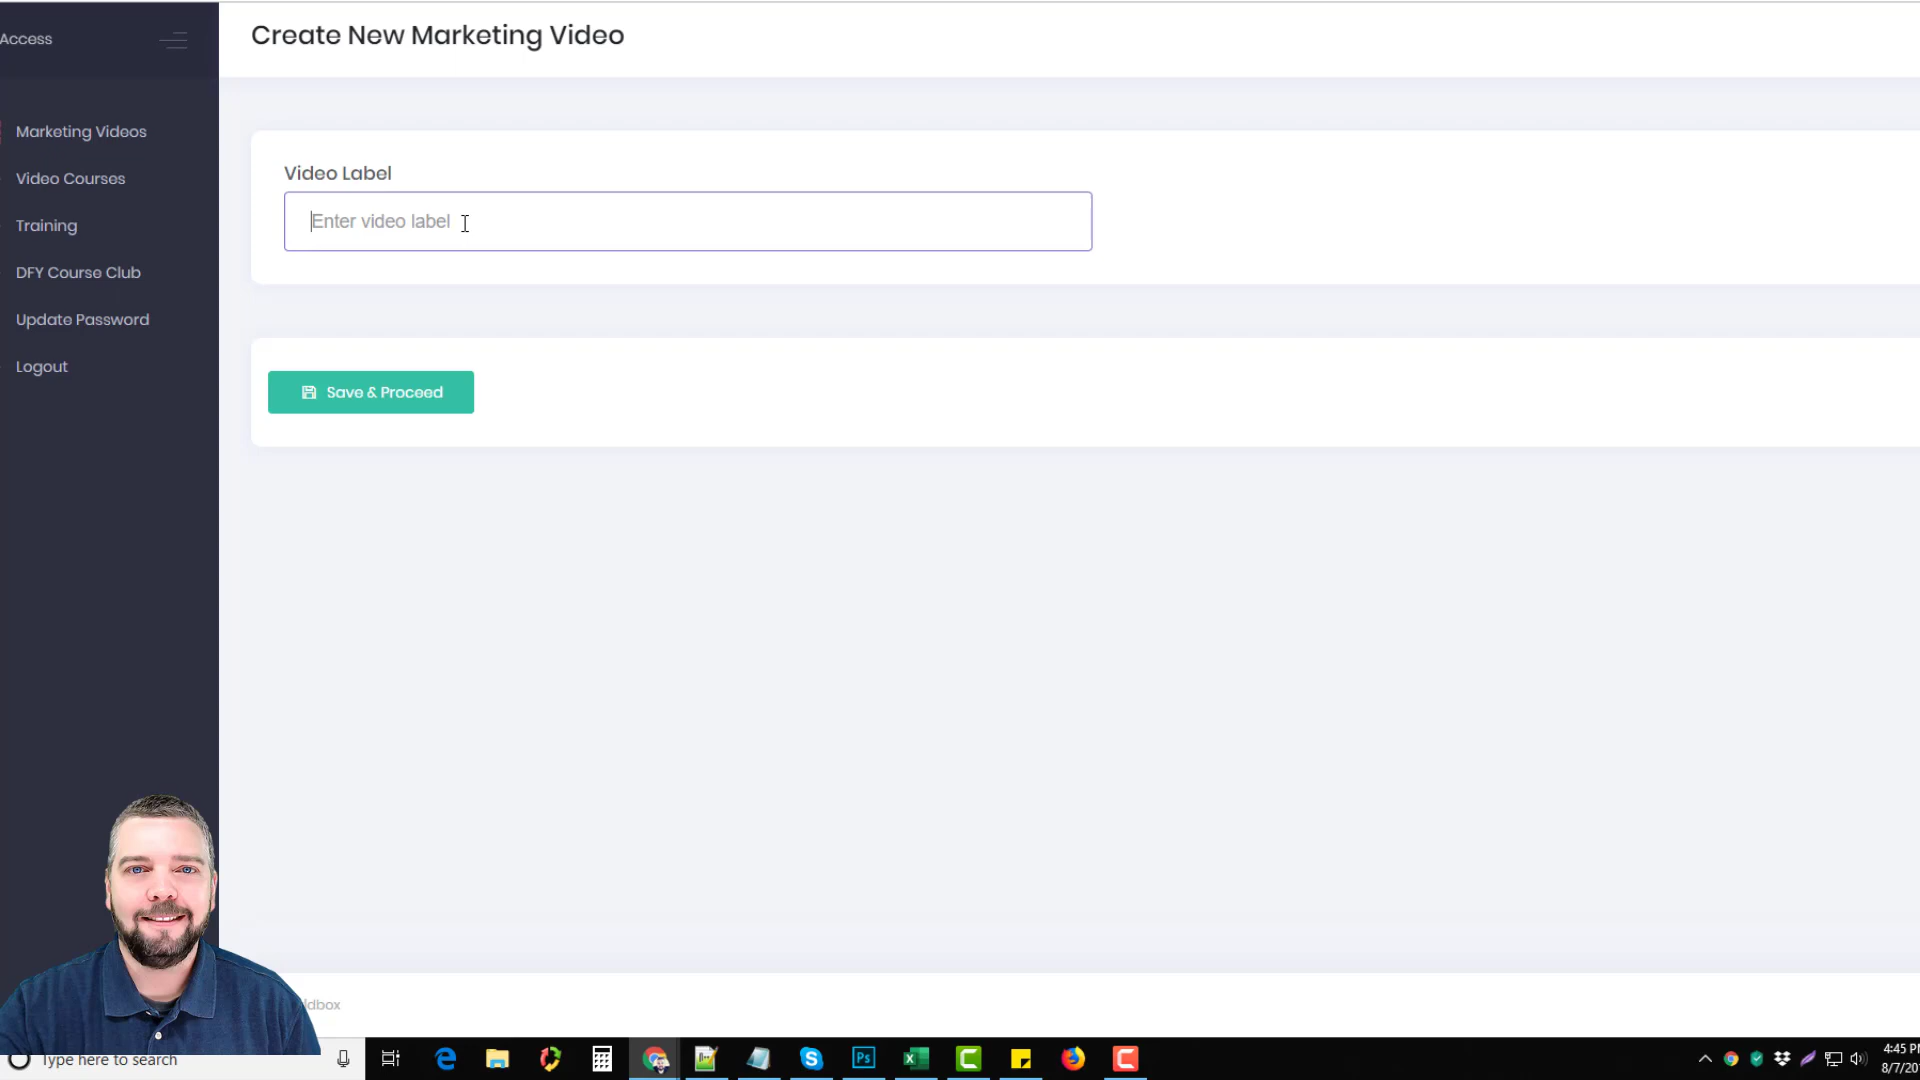 Access
Create New Marketing Video
Marketing Videos
Video Courses
Training
DFY Course Club
Update Password
Logout
Video Label
Enter video label
Save & Proceed
Type here to search
Ps
4:45 P
8/7/20